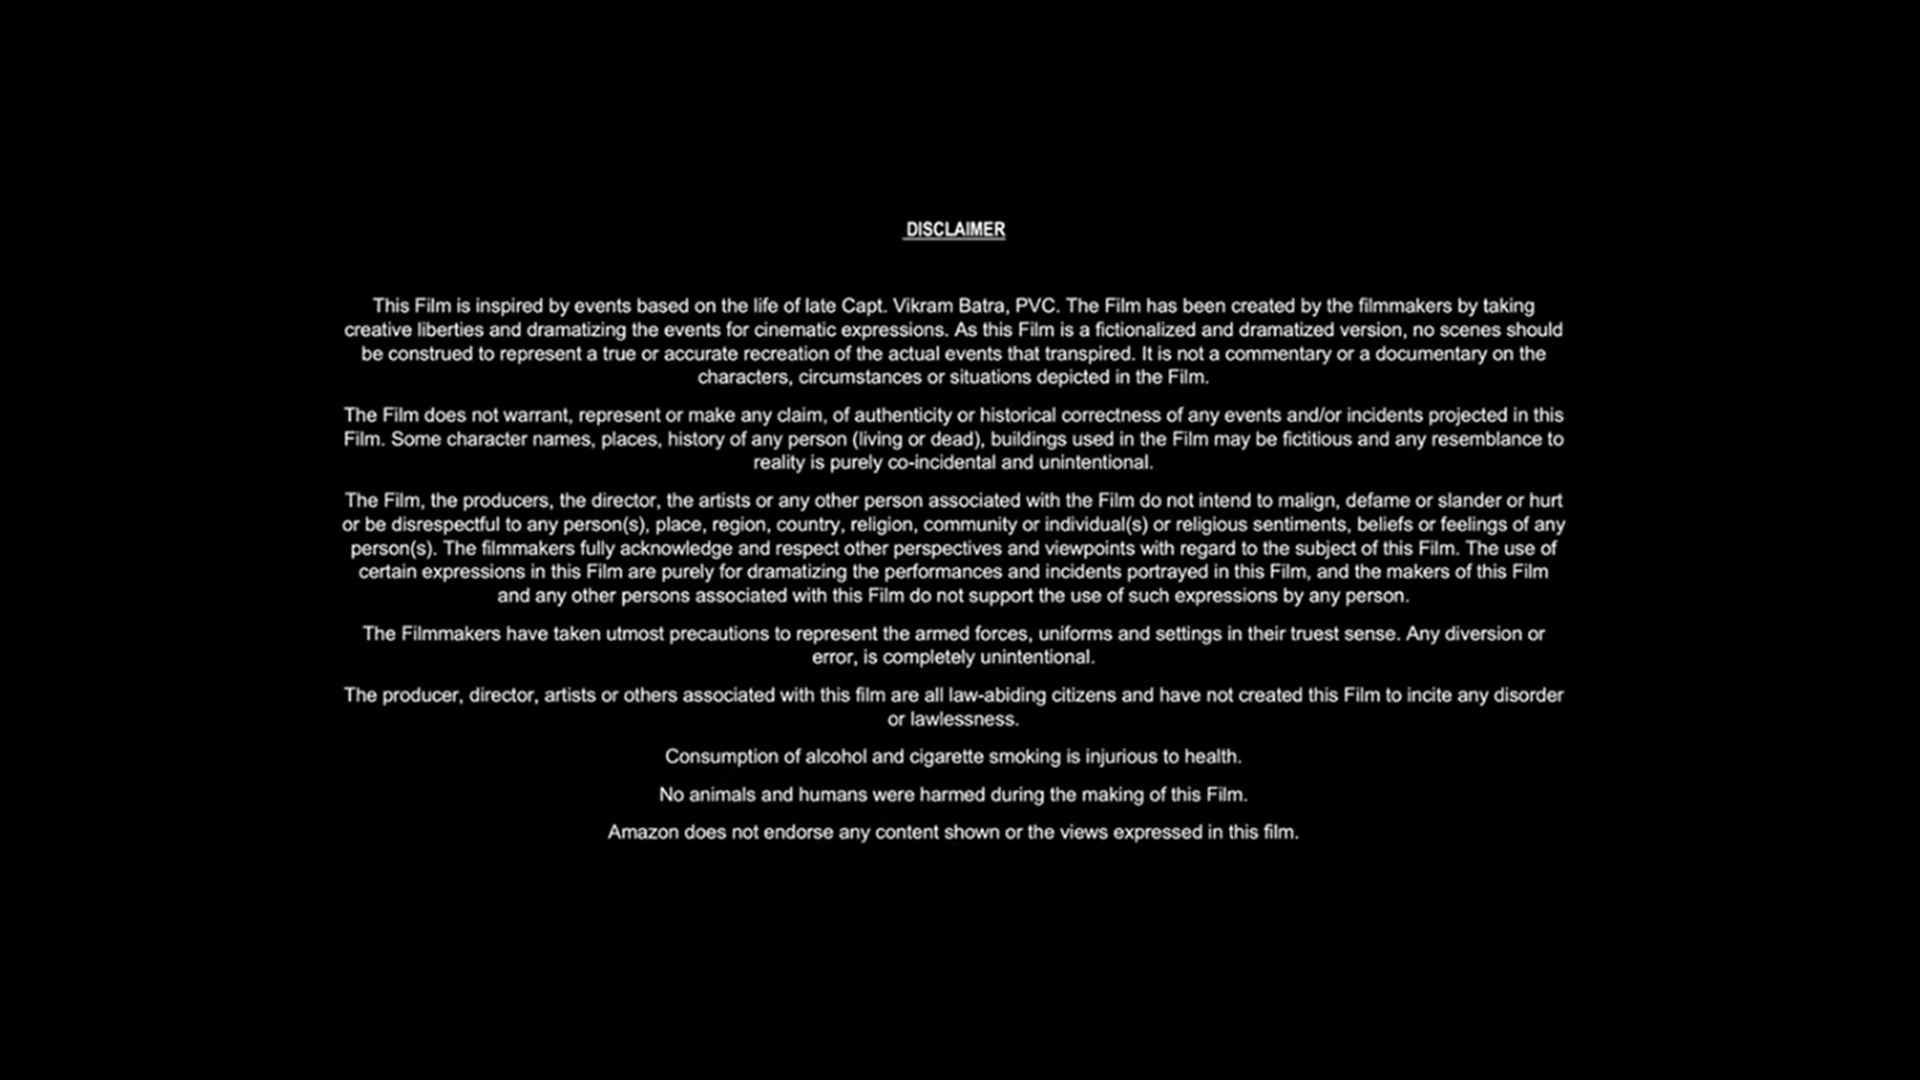 DISCLAIMER
This Film is inspired by events based on the life of late Capt. Vikram Batra, PVC. The Film has been created by the filmmakers by taking
creative liberties and dramatizing the events for cinematic expressions. As this Film is a fictionalized and dramatized version, no scenes should
be construed to represent a true or accurate recreation of the actual events that transpired. It is not a commentary or a documentary on the
characters, circumstances or situations depicted in the Film.
The Film does not warrant, represent or make any claim, of authenticity or historical correctness of any events and/or incidents projected in this
Film. Some character names, places, history of any person (living or dead), buildings used in the Film may be fictitious and any resemblance to
reality is purely co-incidental and unintentional.
The Film, the producers, the director, the artists or any other person associated with the Film do not intend to malign, defame or slander or hurt
or be disrespectful to any person(s), place, region, country, religion, community or individual(s) or religious sentiments, beliefs or feelings of any
person(s). The filmmakers fully acknowledge and respect other perspectives and viewpoints with regard to the subject of this Film. The use of
certain expressions in this Film are purely for dramatizing the performances and incidents portrayed in this Film, and the makers of this Film
and any other persons associated with this Film do not support the use of such expressions by any person.
The Filmmakers have taken utmost precautions to represent the armed forces, uniforms and settings in their truest sense. Any diversion or
error, is completely unintentional.
The producer, director, artists or others associated with this film are all law-abiding citizens and have not created this Film to incite any disorder
or lawlessness.
Consumption of alcohol and cigarette smoking is injurious to health.
No animals and humans were harmed during the making of this Film.
Amazon does not endorse any content shown or the views expressed in this film.